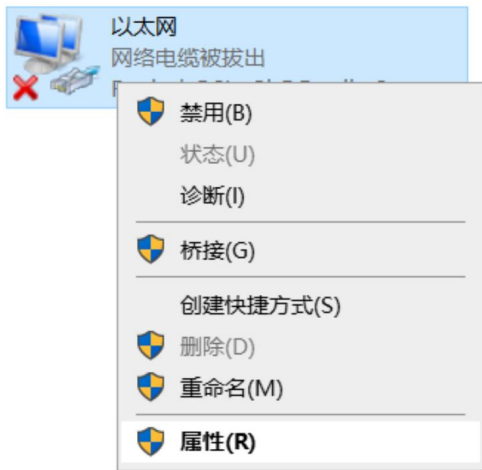 以太网
网络电缆被拔出
禁用(B)
状态(U)
诊断(I)
桥接(G)
创建快捷方式(S)
删除(D)
重命名(M)
属性(R)